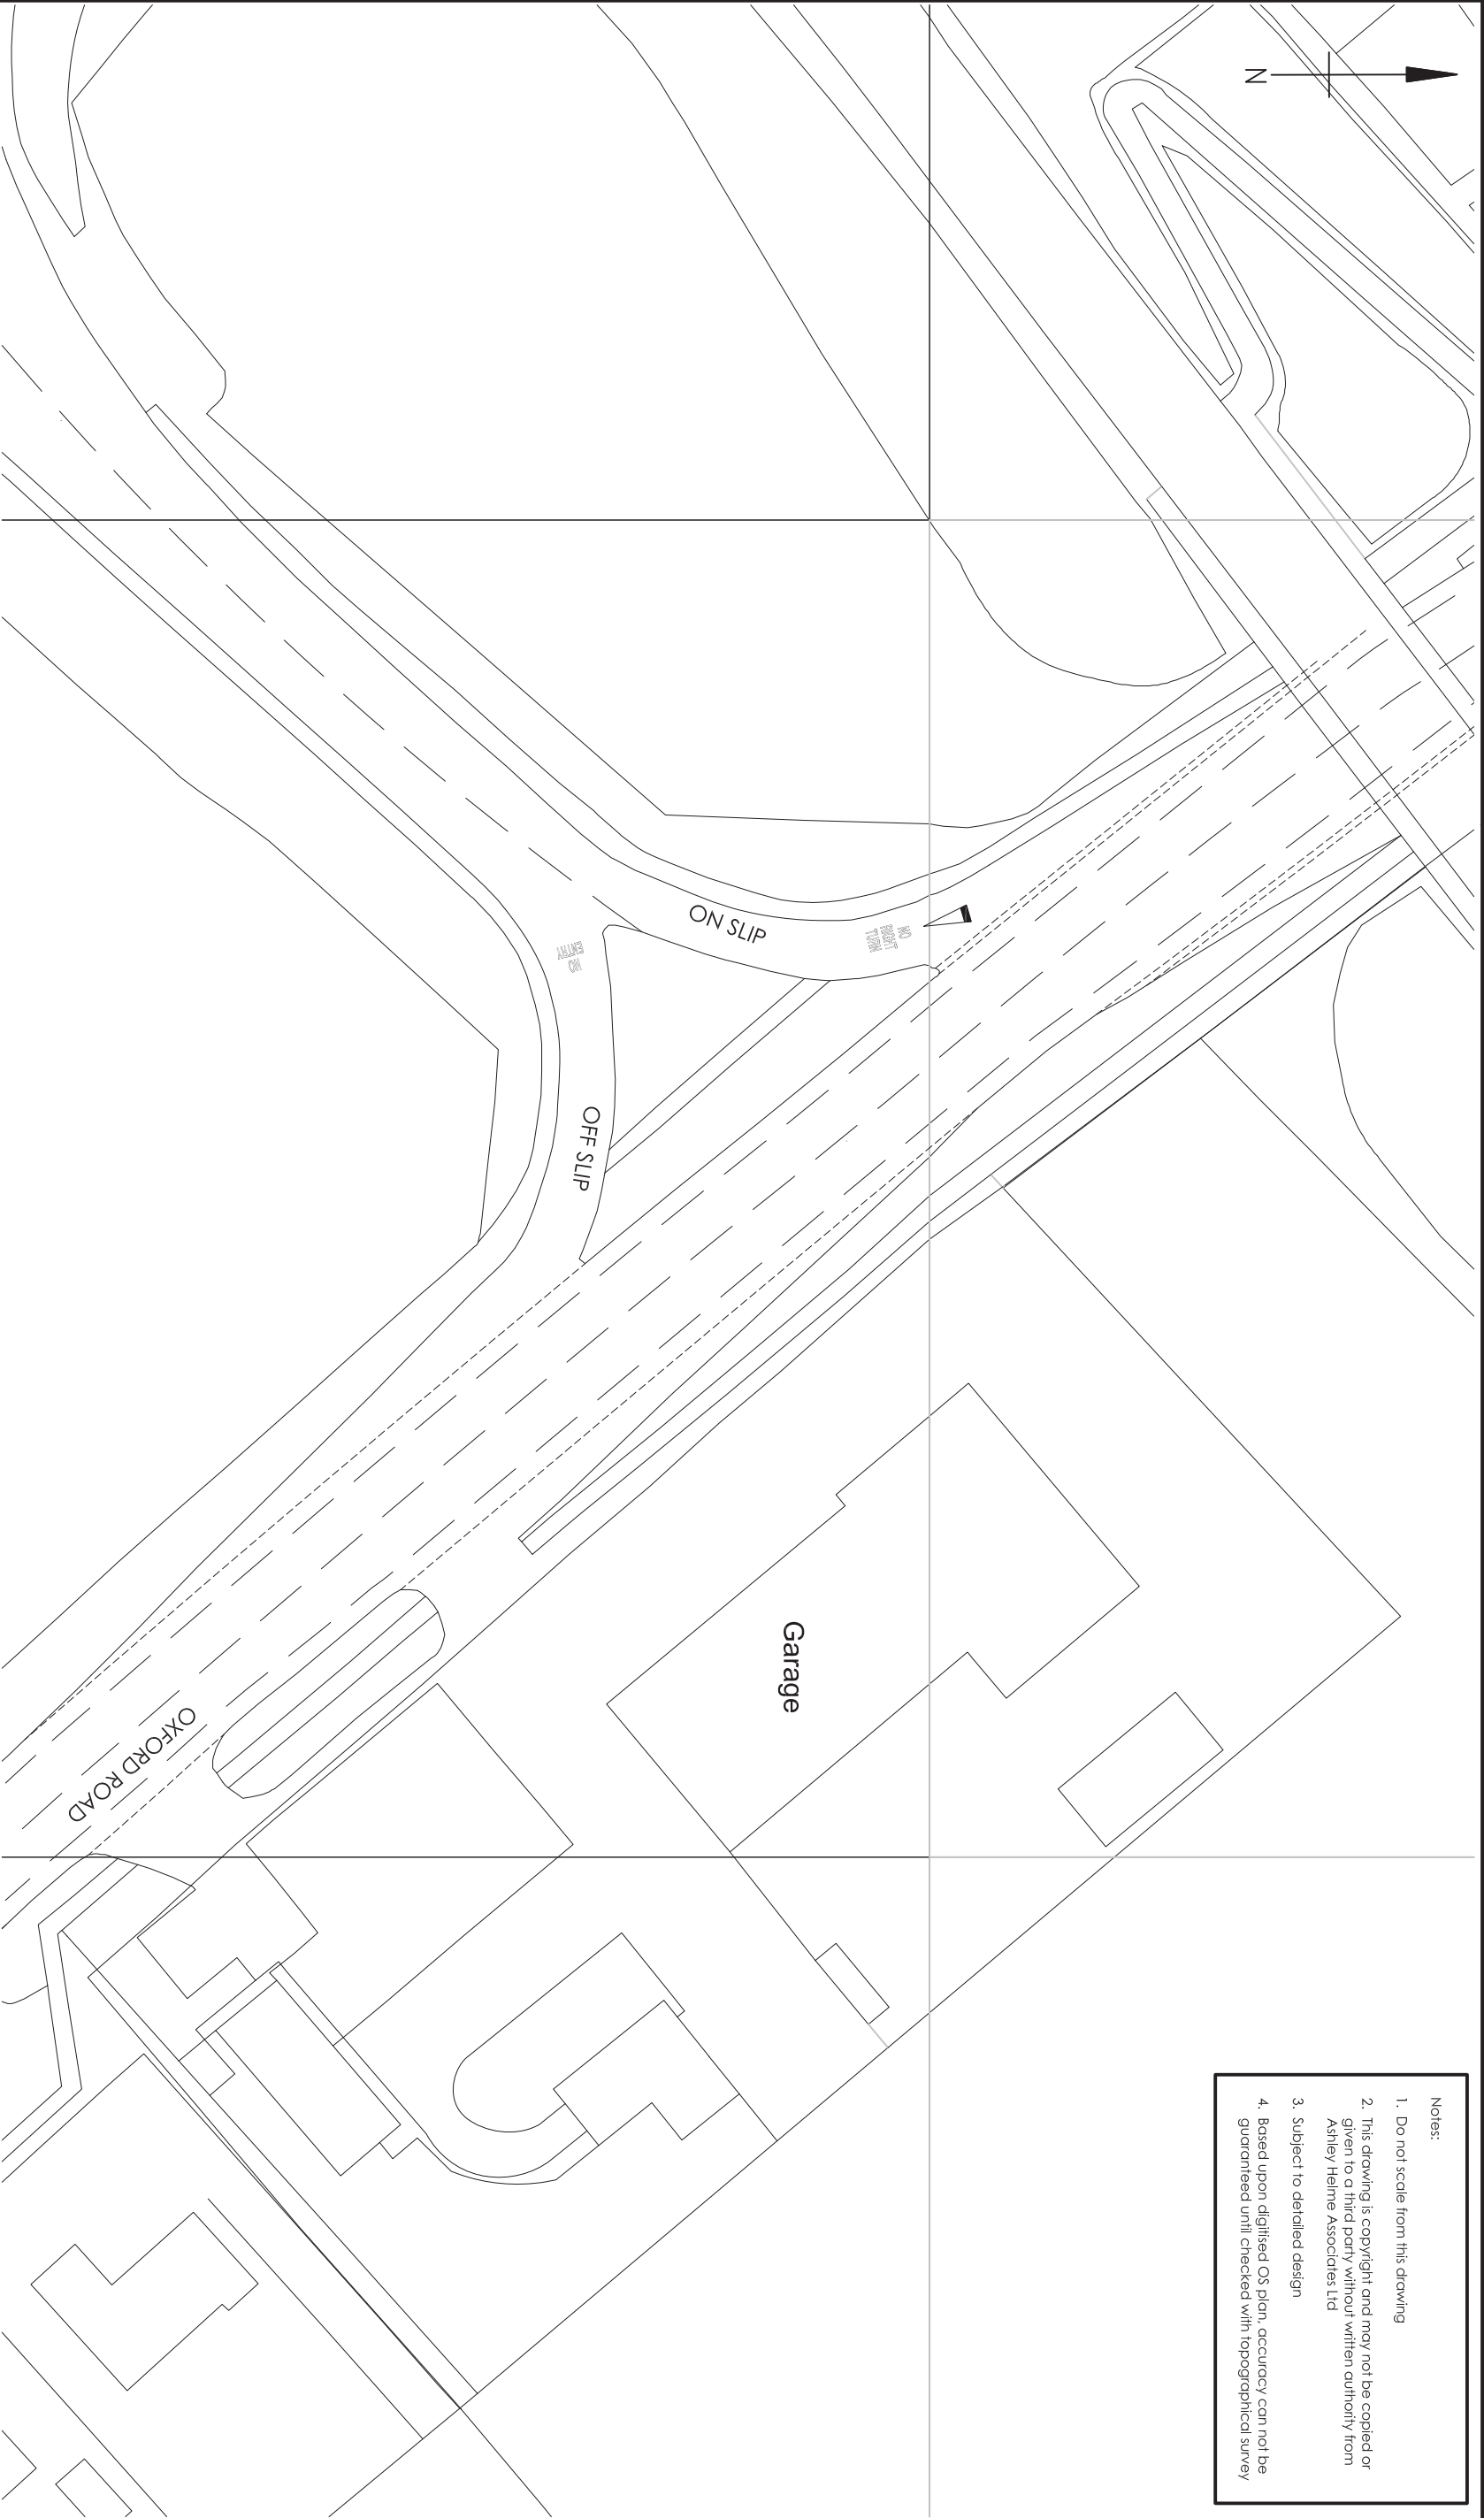 N
Notes:
1. Do not scale from this drawing
2. This drawing is copyright and may not be copied or
given to a third party without written authority from
Ashley Helme Associates Ltd
3. Subject to detailed design
4. Based upon digitised OS plan, accuracy can not be
guaranteed until checked with topographical survey
ON SLIP
NO
RIGHT
TURN
NO
ENTRY
OFF SLIP
Garage
OXFORD ROAD